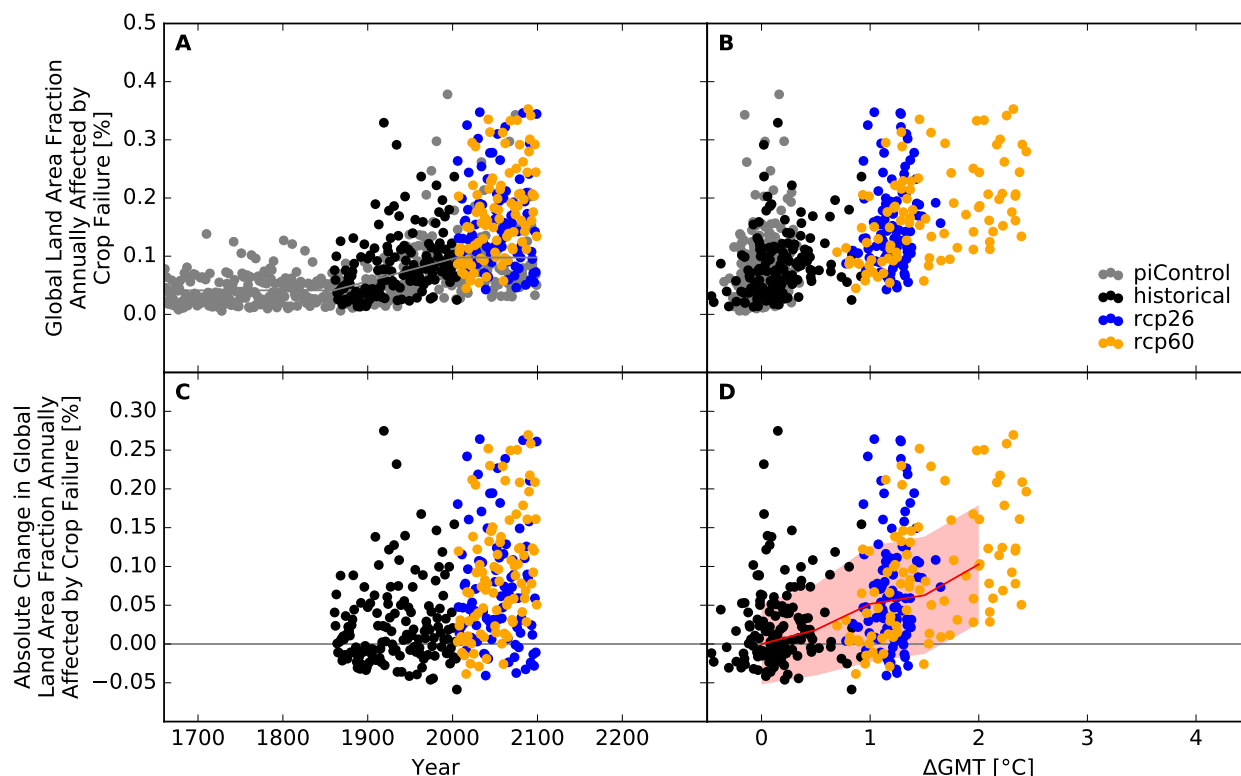 A
B
Global Land Area Fraction
Annually Affected by
Crop Failure [%]
0.5
0.4
0.3
0.2
0.1
0.0
piControl
historical
rcp26
rcp60
C
D
Absolute Change in Global
Land Area Fraction Annually
Affected by Crop Failure [%]
0.30
0.25
0.20
0.15
0.10
0.05
0.00
−0.05
1700 1800 1900 2000 2100 2200
0 1 2 3 4
Year
ΔGMT [°C]